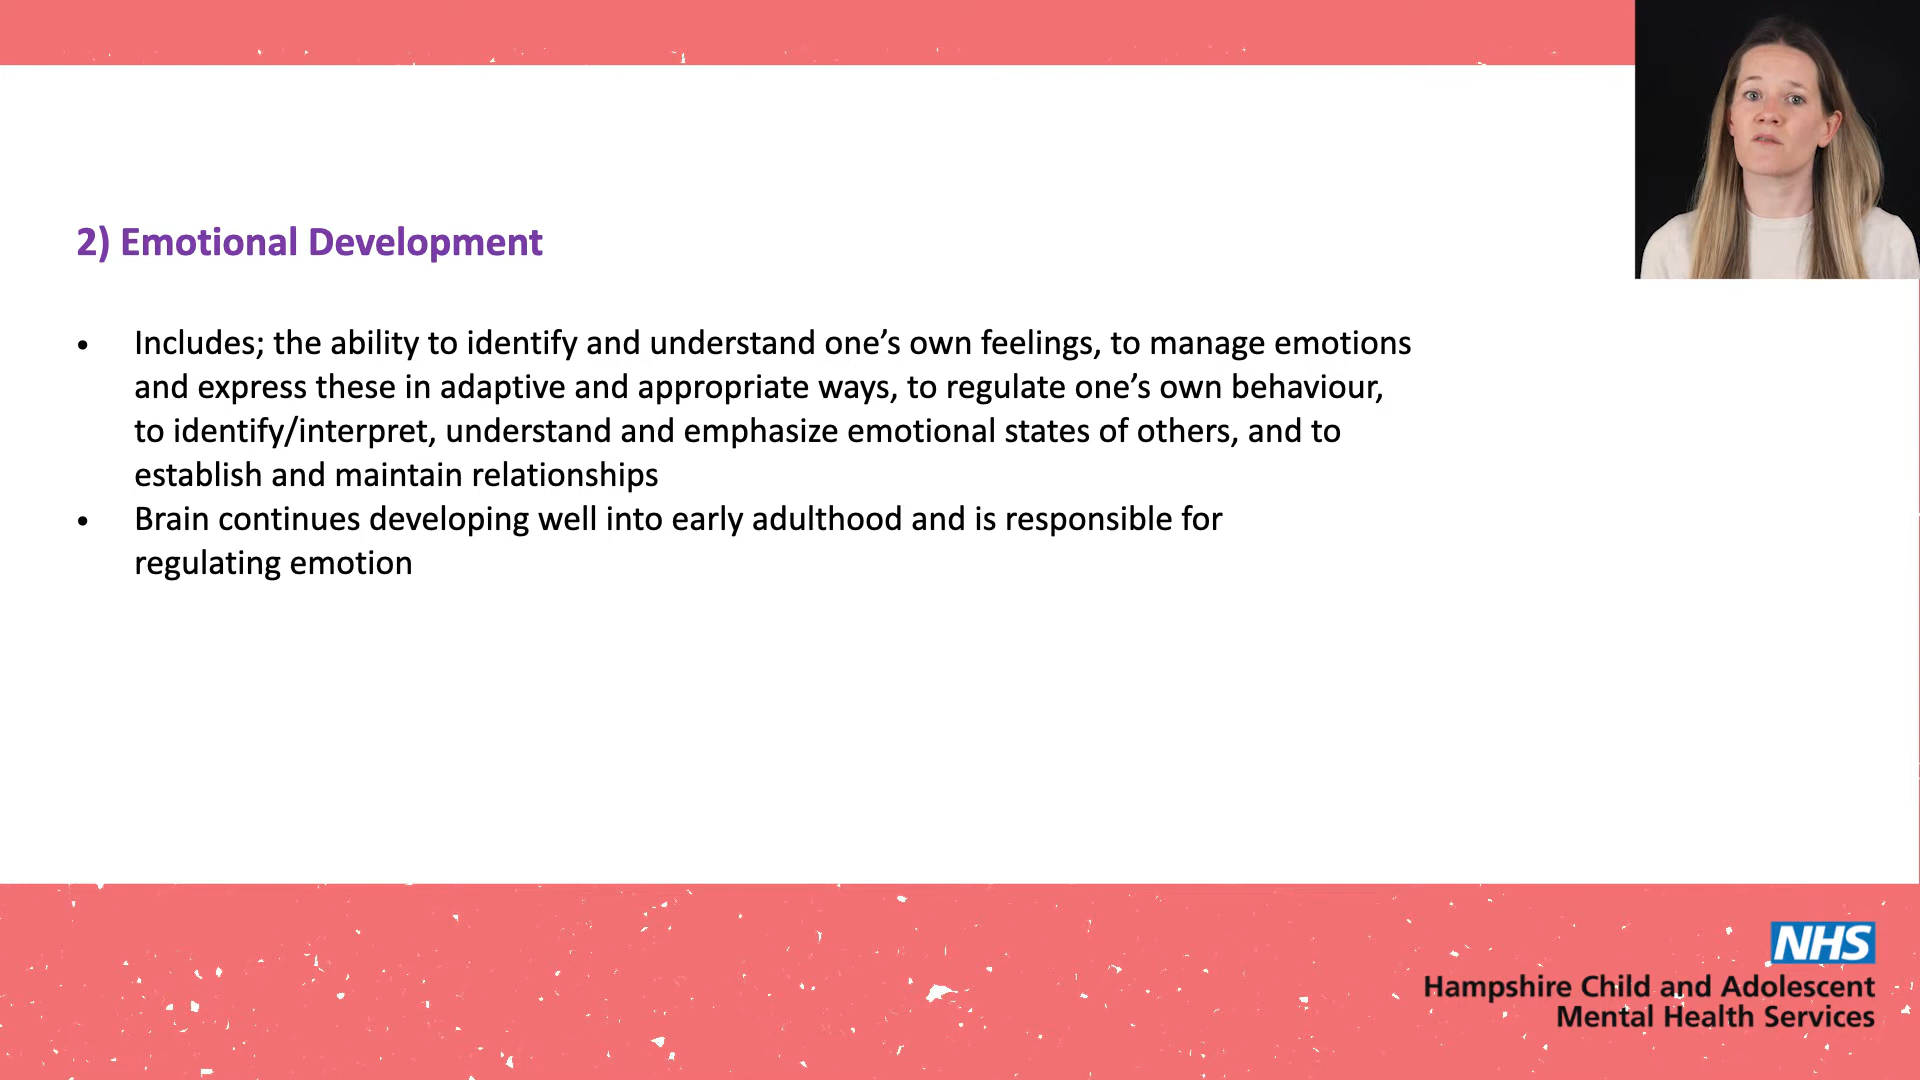 2) Emotional Development
• Includes; the ability to identify and understand one’s own feelings, to manage emotions
and express these in adaptive and appropriate ways, to regulate one’s own behaviour,
to identify/interpret, understand and emphasize emotional states of others, and to
establish and maintain relationships
• Brain continues developing well into early adulthood and is responsible for
regulating emotion
NHS
Hampshire Child and Adolescent
Mental Health Services